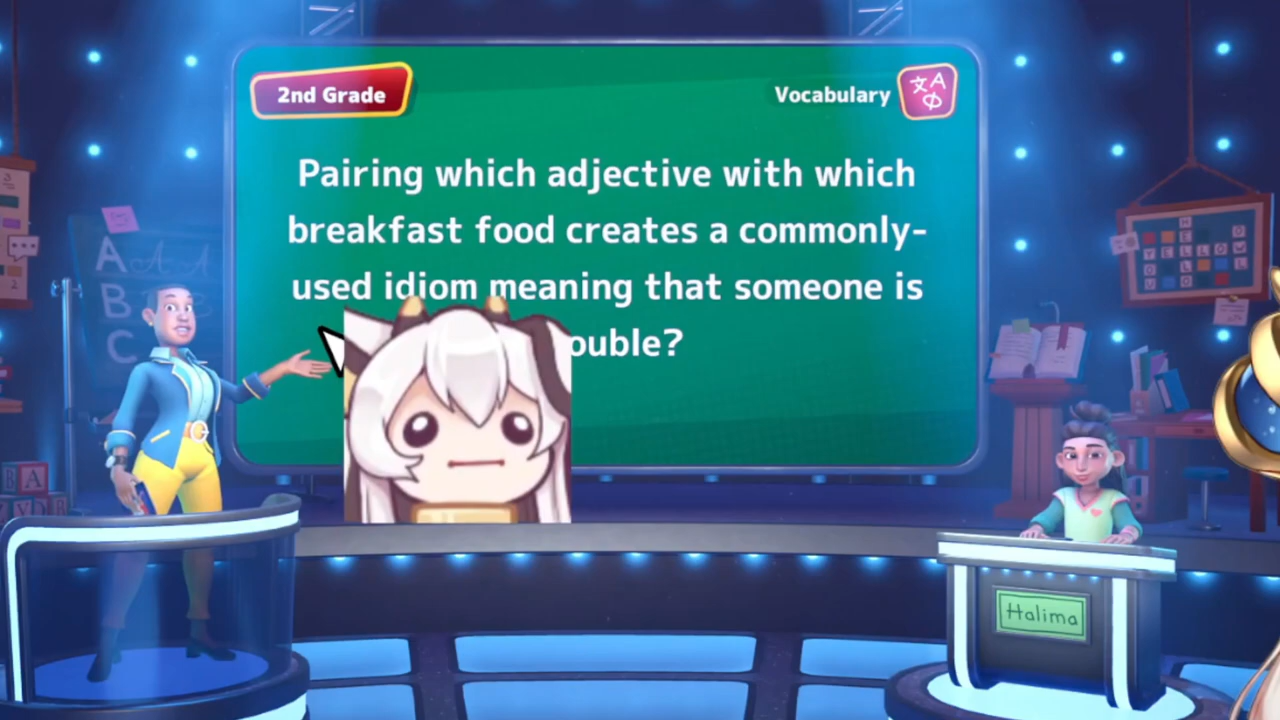 2nd Grade
Vocabulary
Pairing which adjective with which
breakfast food creates a commonly-
used idiom meaning that someone is
ouble?
A
B
C
Halima